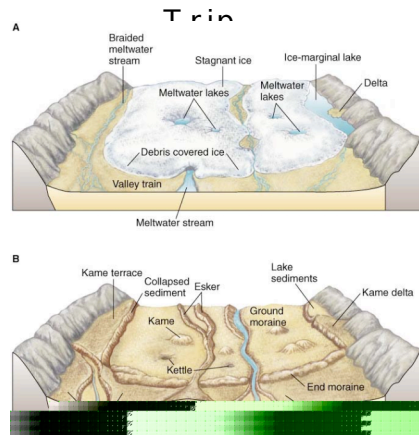 Trip
A
Braided
meltwater
stream
Stagnant ice
Ice-marginal lake
Meltwater lakes
Meltwater
lakes
Delta
Debris covered ice
Valley train
Meltwater stream
B
Kame terrace
Collapsed
sediment
Esker
Lake
sediments
Kame delta
Kame
Ground
moraine
Kettle
End moraine